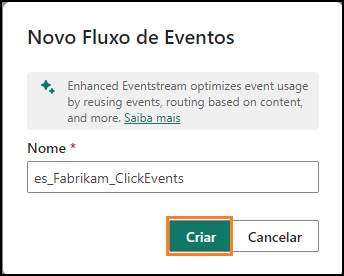 Novo Fluxo de Eventos
Enhanced Eventstream optimizes event usage
by reusing events, routing based on content,
and more. Saiba mais
Nome *
es_Fabrikam_ClickEvents
Criar
Cancelar